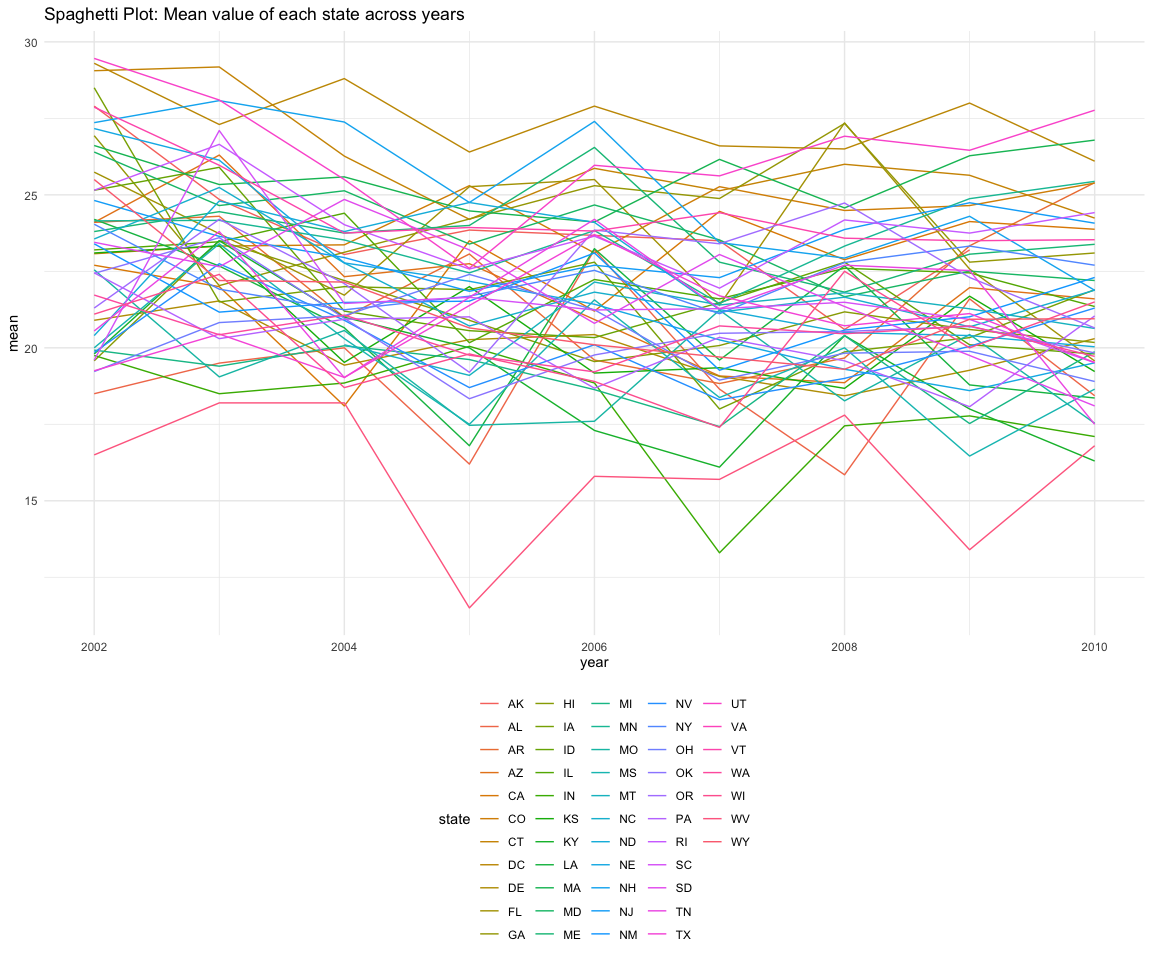 Spaghetti Plot: Mean value of each state across years
30
25
20
15
mean
2002 2004 2006 2008 2010
year
state
AK HI MI NV UT
AL IA MN NY VA
AR ID MO OH VT
AZ IL MS OK WA
CA IN MT OR WI
CO KS NC PA WV
CT KY ND RI WY
DC LA NE SC
DE MA NH SD
FL MD NJ TN
GA ME NM TX